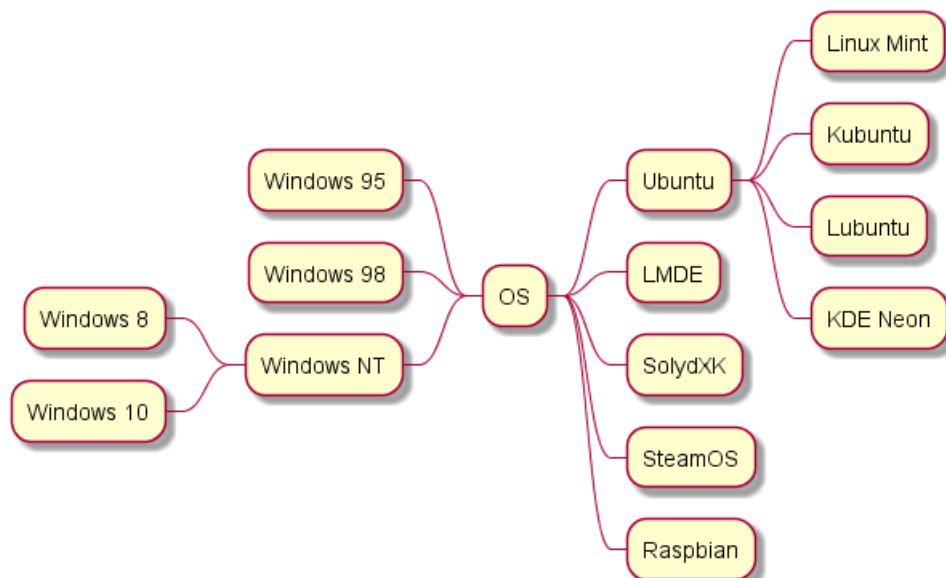 Linux Mint
Kubuntu
Windows 95
Ubuntu
Lubuntu
Windows 98
LMDE
OS
Windows 8
KDE Neon
Windows NT
SolydXK
Windows 10
SteamOS
Raspbian